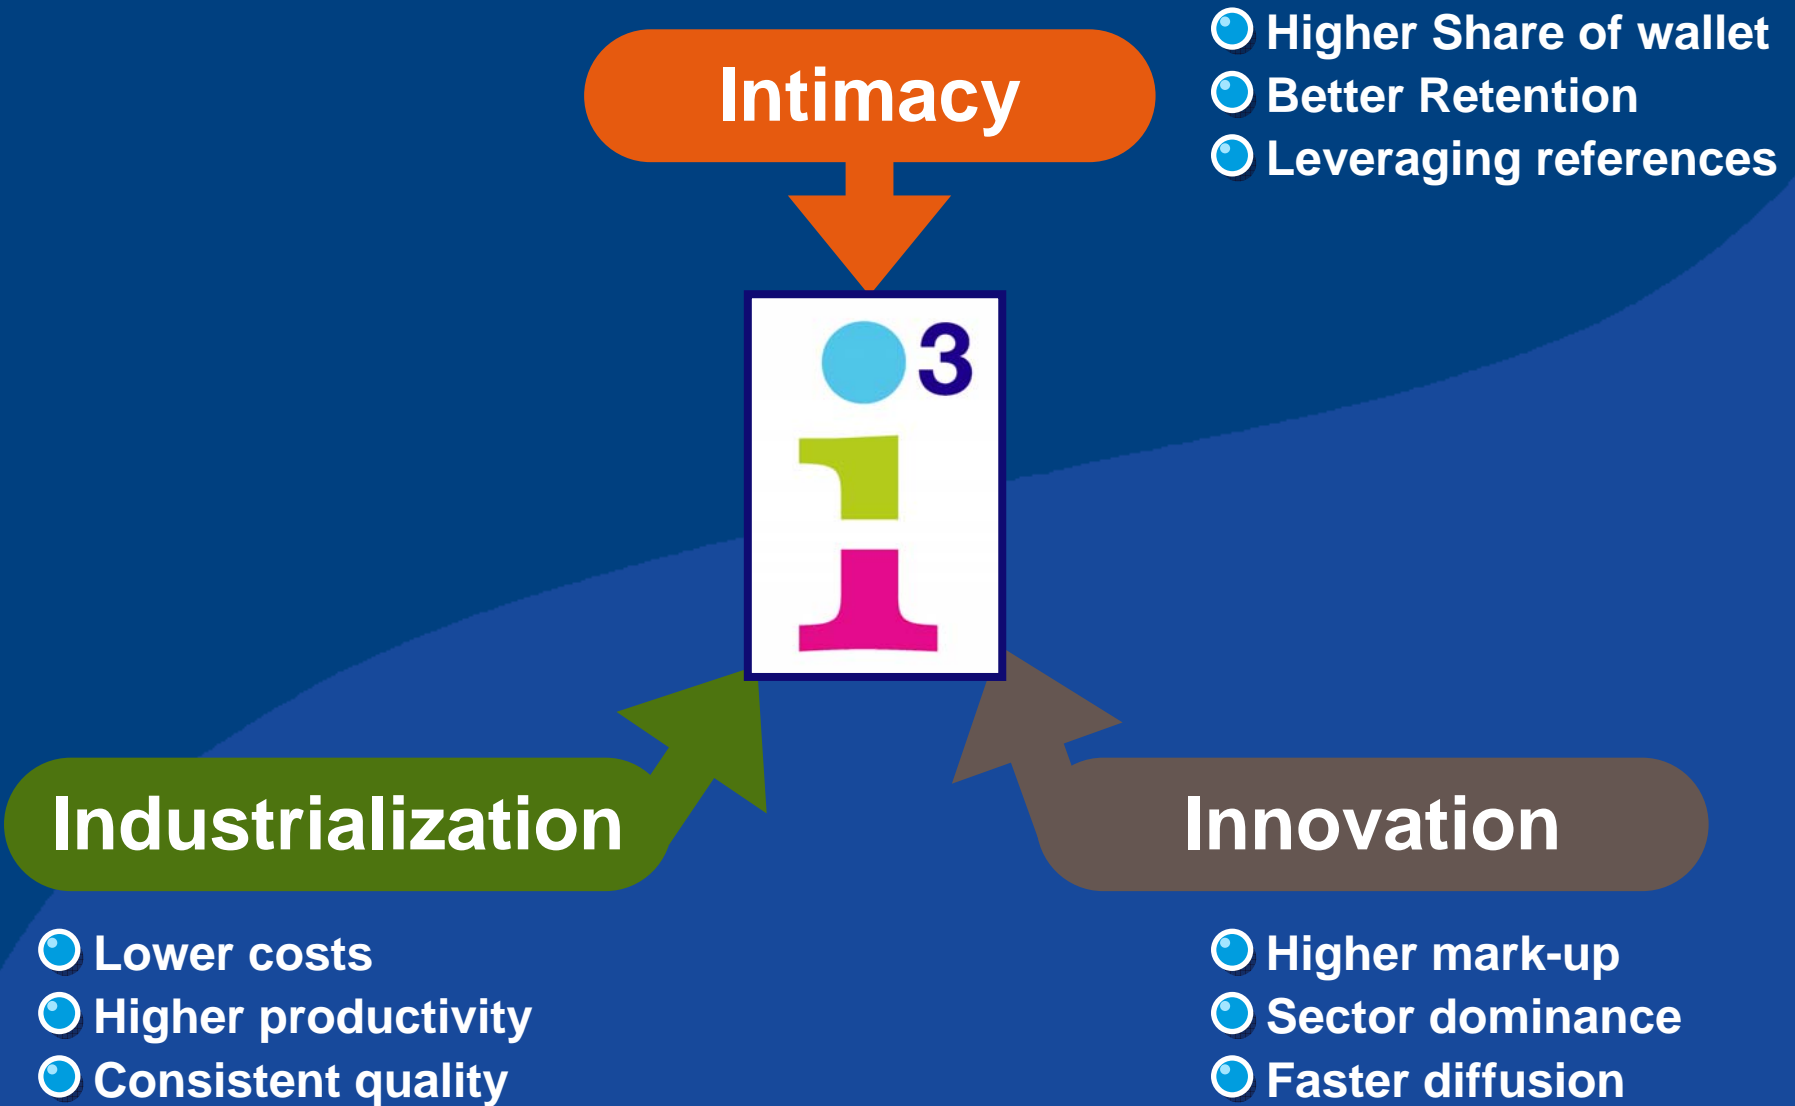 Intimacy
Higher Share of wallet
Better Retention
Leveraging references
i3
Industrialization
Lower costs
Higher productivity
Consistent quality
Innovation
Higher mark-up
Sector dominance
Faster diffusion